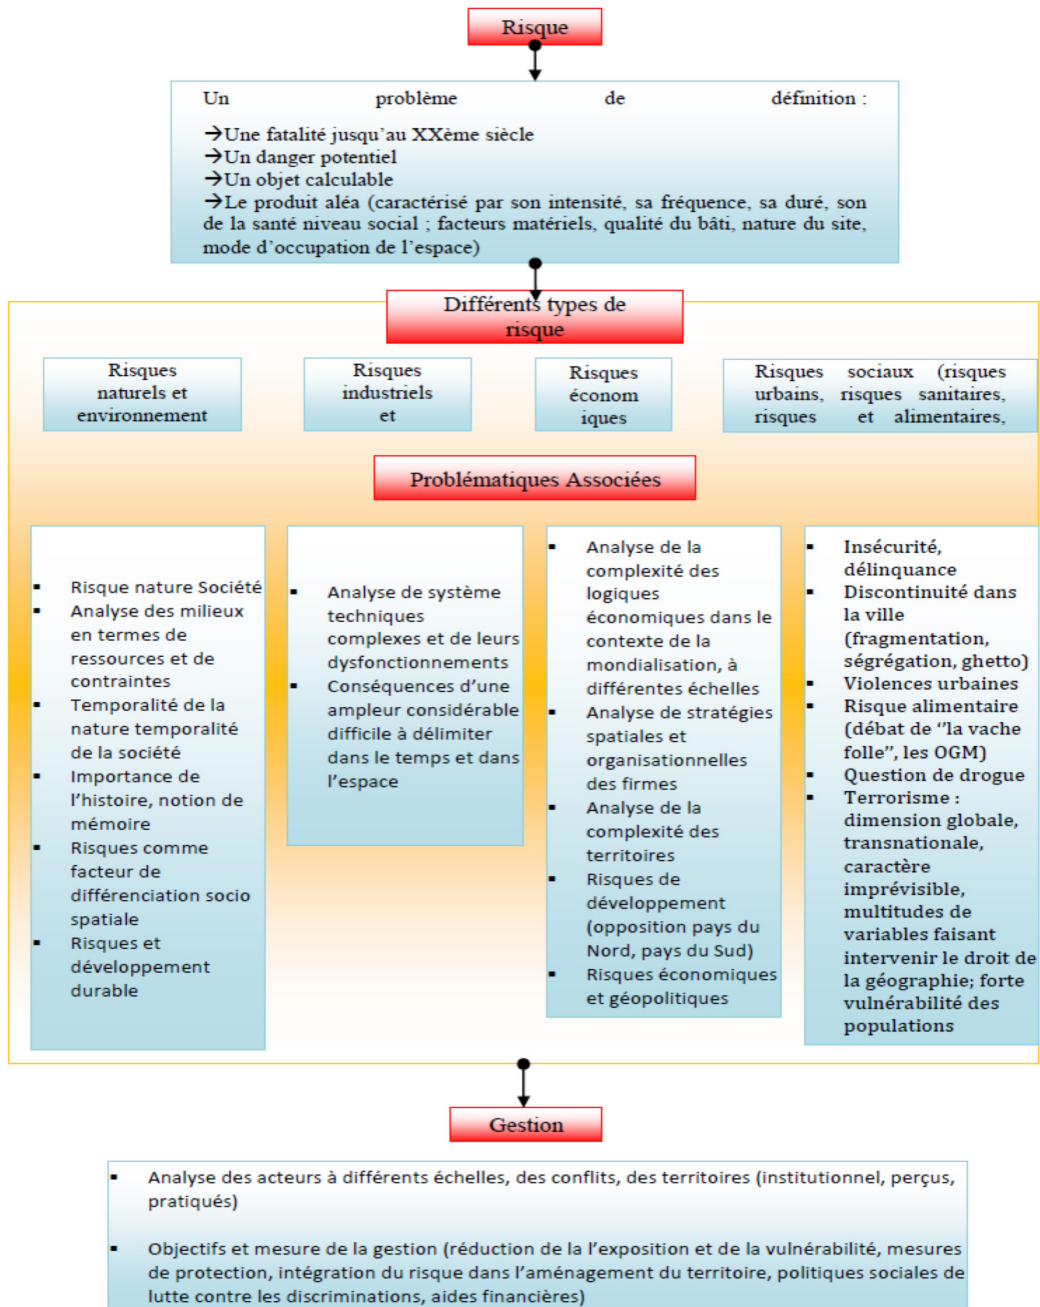 Risque
Un problème de définition :
→Une fatalité jusqu'au XXème siècle
→Un danger potentiel
→Un objet calculable
→Le produit aléa (caractérisé par son intensité, sa fréquence, sa duré, son
de la santé niveau social ; facteurs matériels, qualité du bâti, nature du site,
mode d'occupation de l'espace)
Différents types de
risque
Risques
naturels et
environnement
Risques
industriels
et
Risques
économ
iques
Risques sociaux (risques
urbains, risques sanitaires,
risques et alimentaires,
Problématiques Associées
▪ Risque nature Société
▪ Analyse des milieux
en termes de
ressources et de
contraintes
▪ Temporalité de la
nature temporalité
de la société
▪ Importance de
l'histoire, notion de
mémoire
▪ Risques comme
facteur de
différenciation socio
spatiale
▪ Risques et
développement
durable
▪ Analyse de système
techniques
complexes et de leurs
dysfonctionnements
▪ Conséquences d'une
ampleur considérable
difficile à délimiter
dans le temps et dans
l'espace
▪ Analyse de la
complexité des
logiques
économiques dans le
contexte de la
mondialisation, à
différentes échelles
▪ Analyse de stratégies
spatiales et
organisationnelles
des firmes
▪ Analyse de la
complexité des
territoires
▪ Risques de
développement
(opposition pays du
Nord, pays du Sud)
▪ Risques économiques
et géopolitiques
▪ Insécurité,
délinquance
▪ Discontinuité dans
la ville
(fragmentation,
ségrégation, ghetto)
▪ Violences urbaines
▪ Risque alimentaire
(débat de ‘’la vache
folle’’, les OGM)
▪ Question de drogue
▪ Terrorisme :
dimension globale,
transnationale,
caractère
imprévisible,
multitudes de
variables faisant
intervenir le droit de
la géographie; forte
vulnérabilité des
populations
Gestion
▪ Analyse des acteurs à différents échelles, des conflits, des territoires (institutionnel, perçus,
pratiqués)
▪ Objectifs et mesure de la gestion (réduction de la l'exposition et de la vulnérabilité, mesures
de protection, intégration du risque dans l'aménagement du territoire, politiques sociales de
lutte contre les discriminations, aides financières)